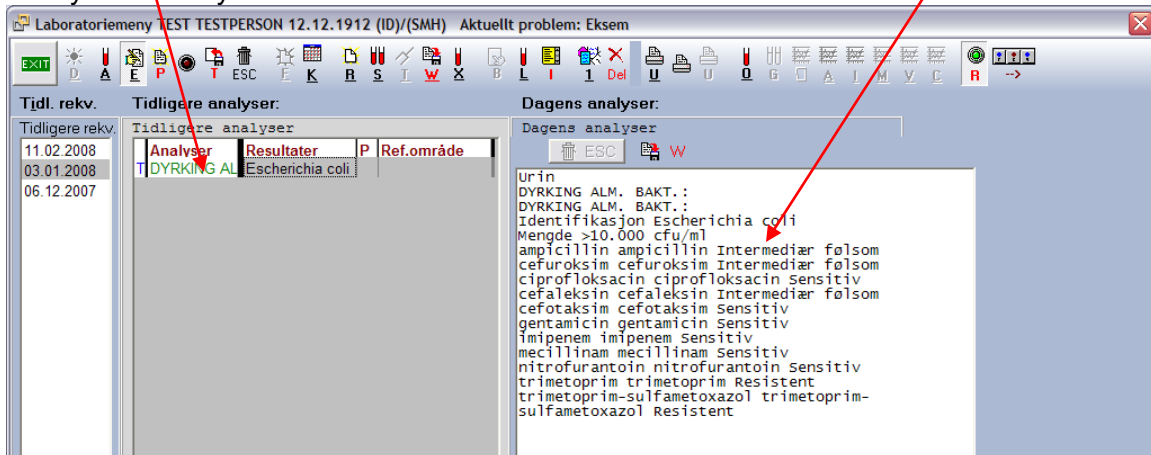 Laboratoriemeny TEST TESTPERSON 12.12.1912 (ID)/(SMH) Aktuellt problem: Eksem
EXIT D A E P T ESC F K R S T W X B L I 1 Del U U O G A I M V C R -->
Tidl. rekv. Tidligere analyser: Dagens analyser:
Tidligere rekv.
11.02.2008
03.01.2008
06.12.2007
Tidligere analyser
Analyser Resultater P Ref.område
T DYRKING AL Escherichia coli
Dagens analyser
ESC W
Urin
DYRKING ALM. BAKT.:
DYRKING ALM. BAKT.:
Identifikasjon Escherichia coli
Mengde >10.000 cfu/ml
ampicillin ampicillin Intermediær følsom
cefuroksim cefuroksim Intermediær følsom
ciprofloksacin ciprofloksacin Sensitiv
cefaleksin cefaleksin Intermediær følsom
cefotaksim cefotaksim Sensitiv
gentamicin gentamicin Sensitiv
imipenem imipenem Sensitiv
mecillinam mecillinam Sensitiv
nitrofurantoin nitrofurantoin Sensitiv
trimetoprim trimetoprim Resistent
trimetoprim-sulfametoxazol trimetoprim-
sulfametoxazol Resistent